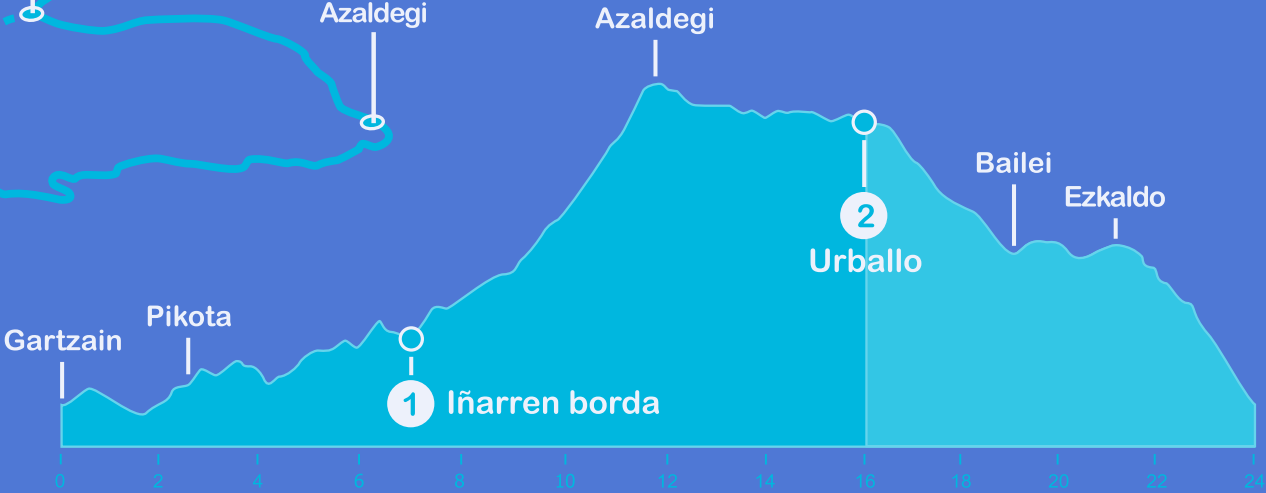 Azaldegi
Azaldegi
Bailei
Ezkaldo
2
Urballo
Pikota
Gartzain
1 Iñarren borda
0 2 4 6 8 10 12 14 16 18 20 22 24